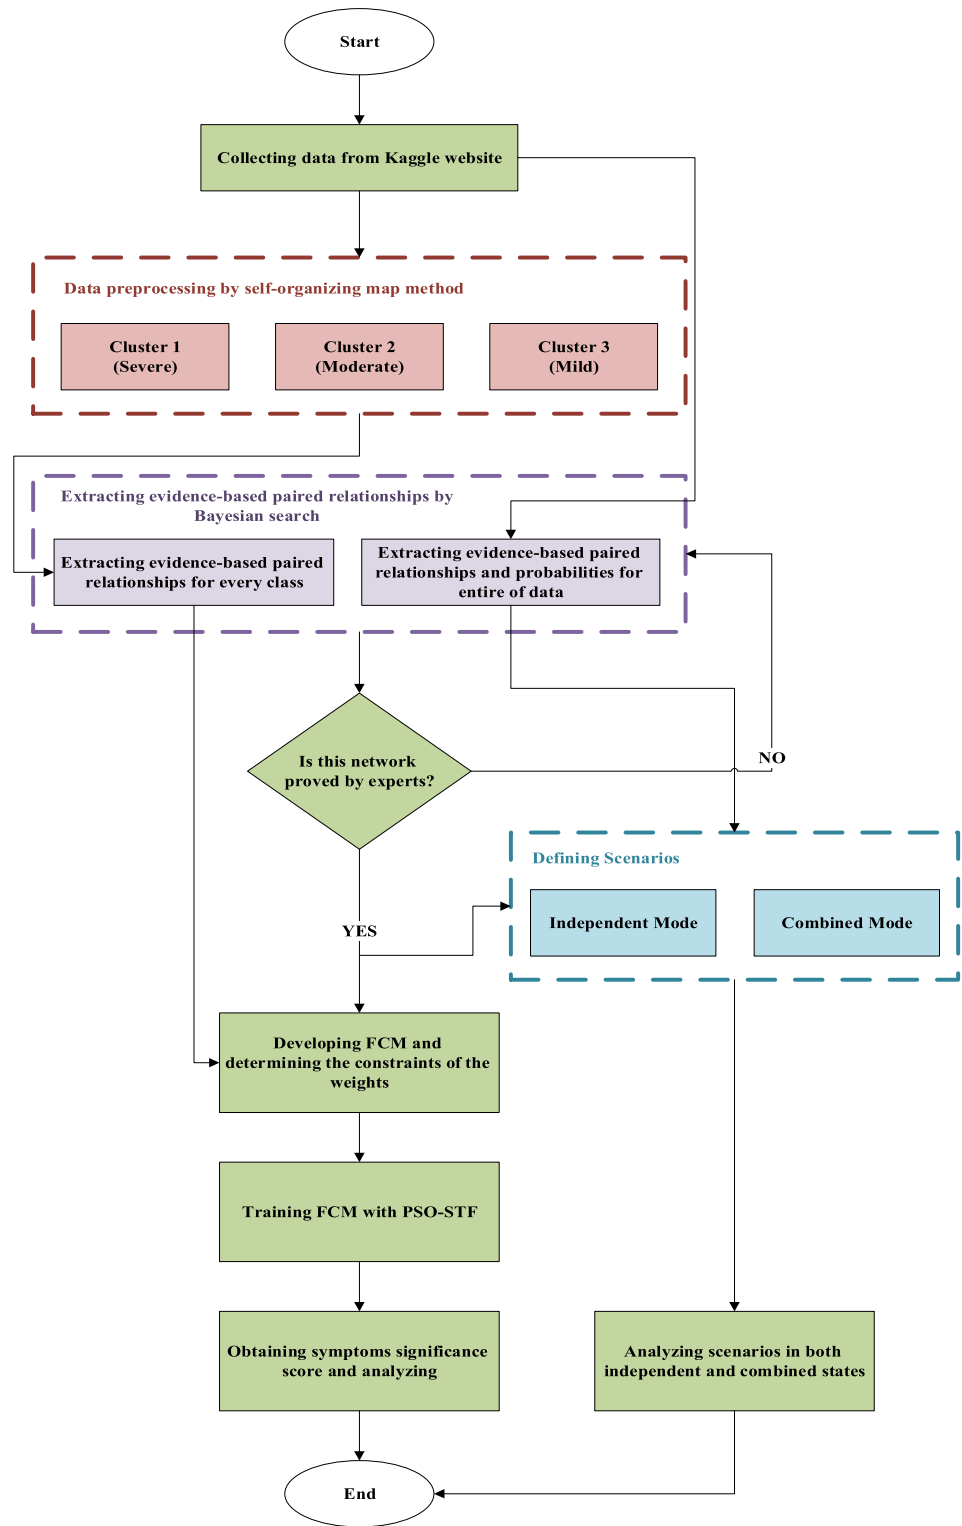 Start
Collecting data from Kaggle website
Data preprocessing by self-organizing map method
Cluster 1
(Severe)
Cluster 2
(Moderate)
Cluster 3
(Mild)
Extracting evidence-based paired relationships by
Bayesian search
Extracting evidence-based paired
relationships for every class
Extracting evidence-based paired
relationships and probabilities for
entire of data
Is this network
proved by experts?
NO
YES
Defining Scenarios
Independent Mode
Combined Mode
Developing FCM and
determining the constraints of the
weights
Training FCM with PSO-STF
Obtaining symptoms significance
score and analyzing
Analyzing scenarios in both
independent and combined states
End